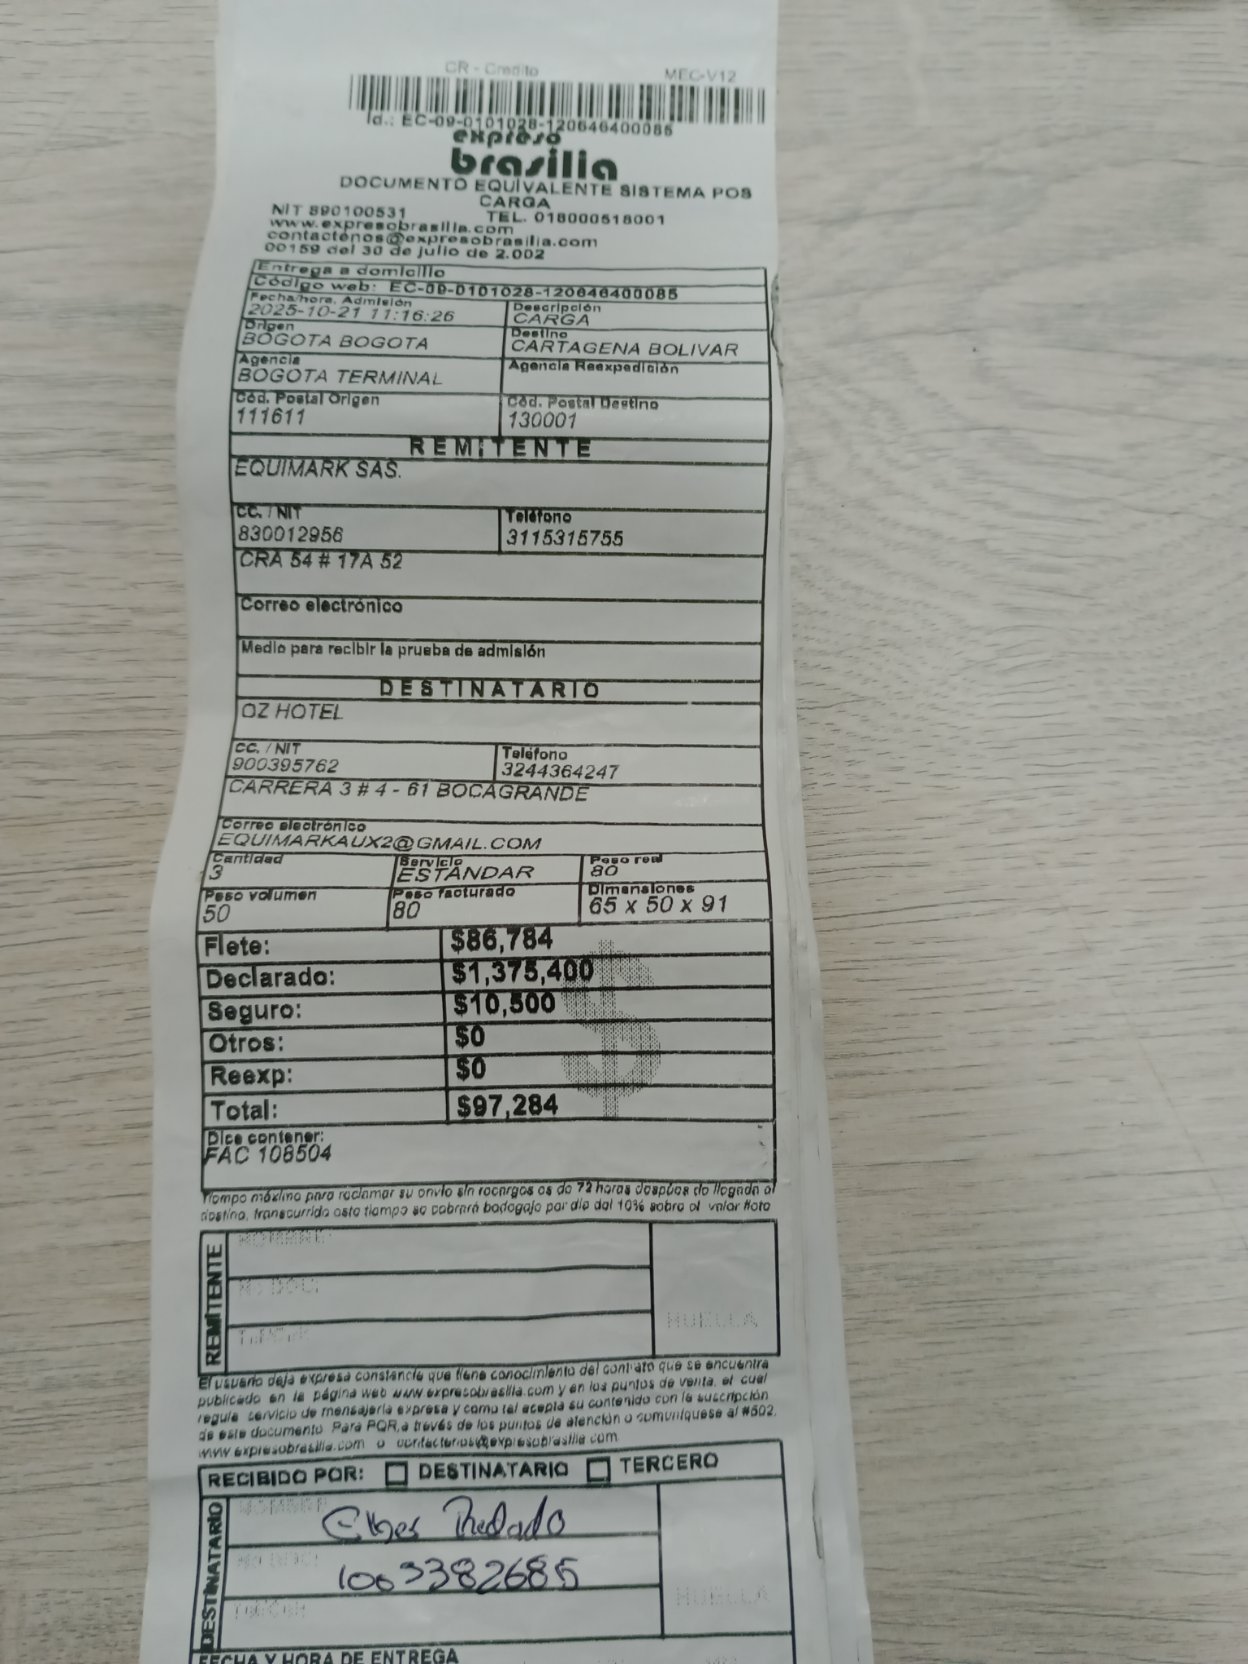 CR - Credito MEC-V12
Id.: EC-09-0101028-120646400085
expreso
brasilia
DOCUMENTO EQUIVALENTE SISTEMA POS
CARGA
NIT 890100531 TEL. 018000518001
www.expresobrasilia.com
contactenos@expresobrasilia.com
00159 del 30 de julio de 2.002
Entrega a domicilio
Código web: EC-09-0101028-120646400085
Fecha/hora. Admisión Descripción
2025-10-21 11:16:26 CARGA
Origen Destino
BOGOTA BOGOTA CARTAGENA BOLIVAR
Agencia Agencia Reexpedición
BOGOTA TERMINAL
Cód. Postal Origen Cód. Postal Destino
111611 130001
REMITENTE
EQUIMARK SAS.
CC. / NIT Teléfono
830012956 3115315755
CRA 54 # 17A 52
Correo electrónico
Medio para recibir la prueba de admisión
DESTINATARIO
OZ HOTEL
CC. / NIT Teléfono
900395762 3244364247
CARRERA 3 # 4 - 61 BOCAGRANDE
Correo electrónico
EQUIMARKAUX2@GMAIL.COM
Cantidad Servicio Peso real
3 ESTÁNDAR 80
Peso volumen Peso facturado Dimensiones
50 80 65 x 50 x 91
Flete: $86,784
Declarado: $1,375,400
Seguro: $10,500
Otros: $0
Reexp: $0
Total: $97,284
Dice contener:
FAC 108504
Tiempo máximo para reclamar su envío sin recargos es de 72 horas después de llegada al
destino, transcurrido este tiempo se cobrará bodegaje por día del 10% sobre el valor flete
REMITENTE
NOMBRE:
No DOC:
HUELLA
El usuario deja expresa constancia que tiene conocimiento del contrato que se encuentra
publicado en la página web www.expresobrasilia.com y en los puntos de venta, el cual
regula servicio de mensajería expresa y como tal acepta su contenido con la suscripción
de este documento. Para PQR, a través de los puntos de atención o comuníquese al #502.
www.expresobrasilia.com o contactenos@expresobrasilia.com
RECIBIDO POR: DESTINATARIO TERCERO
DESTINATARIO
1003382685
HUELLA
FECHA Y HORA DE ENTREGA